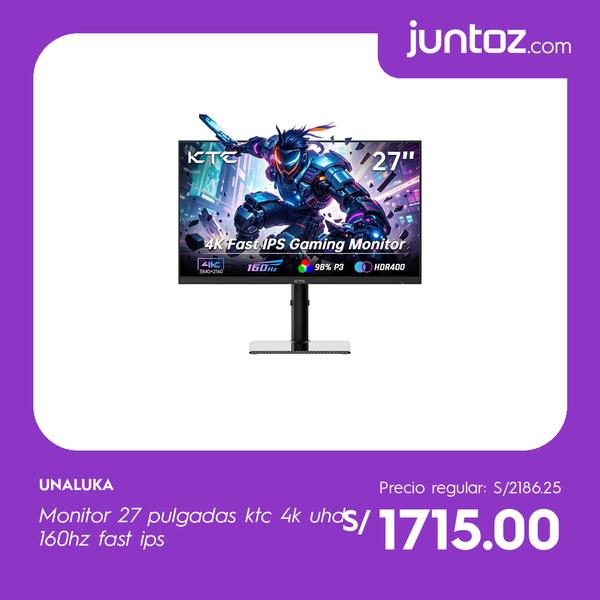 juntoz.com
KTC
27"
4K Fast IPS Gaming Monitor
4K
3840×2160
160Hz
98% P3
HDR400
KTC
UNALUKA
Precio regular: S/2186.25
Monitor 27 pulgadas ktc 4k uhd
160hz fast ips
S/ 1715.00